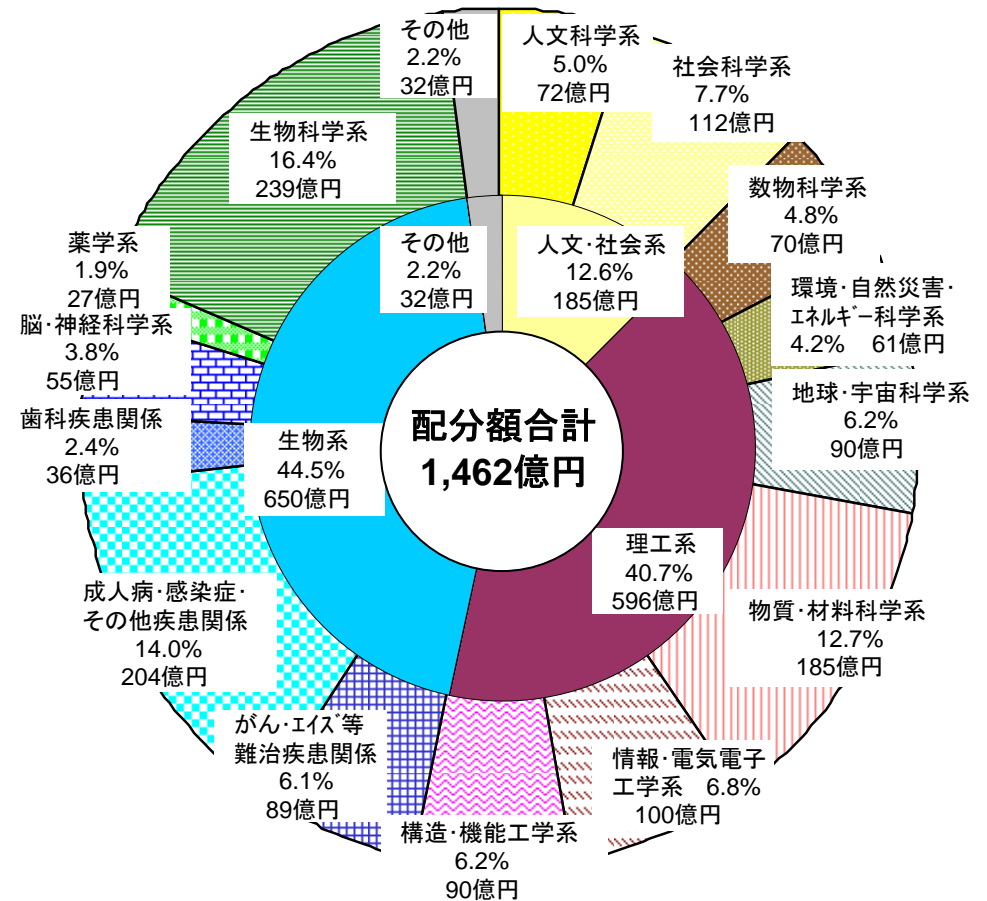 その他
2.2%
32億円
人文科学系
5.0%
72億円
社会科学系
7.7%
112億円
数物科学系
4.8%
70億円
環境・自然災害・
ｴﾈﾙｷﾞｰ科学系
4.2%　61億円
地球・宇宙科学系
6.2%
90億円
物質・材料科学系
12.7%
185億円
情報・電気電子
工学系　6.8%
100億円
構造・機能工学系
6.2%
90億円
がん・ｴｲｽﾞ等
難治疾患関係
6.1%
89億円
成人病・感染症・
その他疾患関係
14.0%
204億円
歯科疾患関係
2.4%
36億円
脳・神経科学系
3.8%
55億円
薬学系
1.9%
27億円
生物科学系
16.4%
239億円
その他
2.2%
32億円
人文・社会系
12.6%
185億円
理工系
40.7%
596億円
生物系
44.5%
650億円
配分額合計
1,462億円